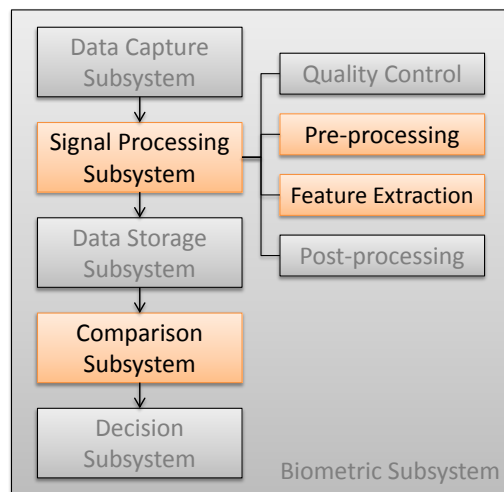 Data Capture
Subsystem
Signal Processing
Subsystem
Data Storage
Subsystem
Comparison
Subsystem
Decision
Subsystem
Quality Control
Pre-processing
Feature Extraction
Post-processing
Biometric Subsystem